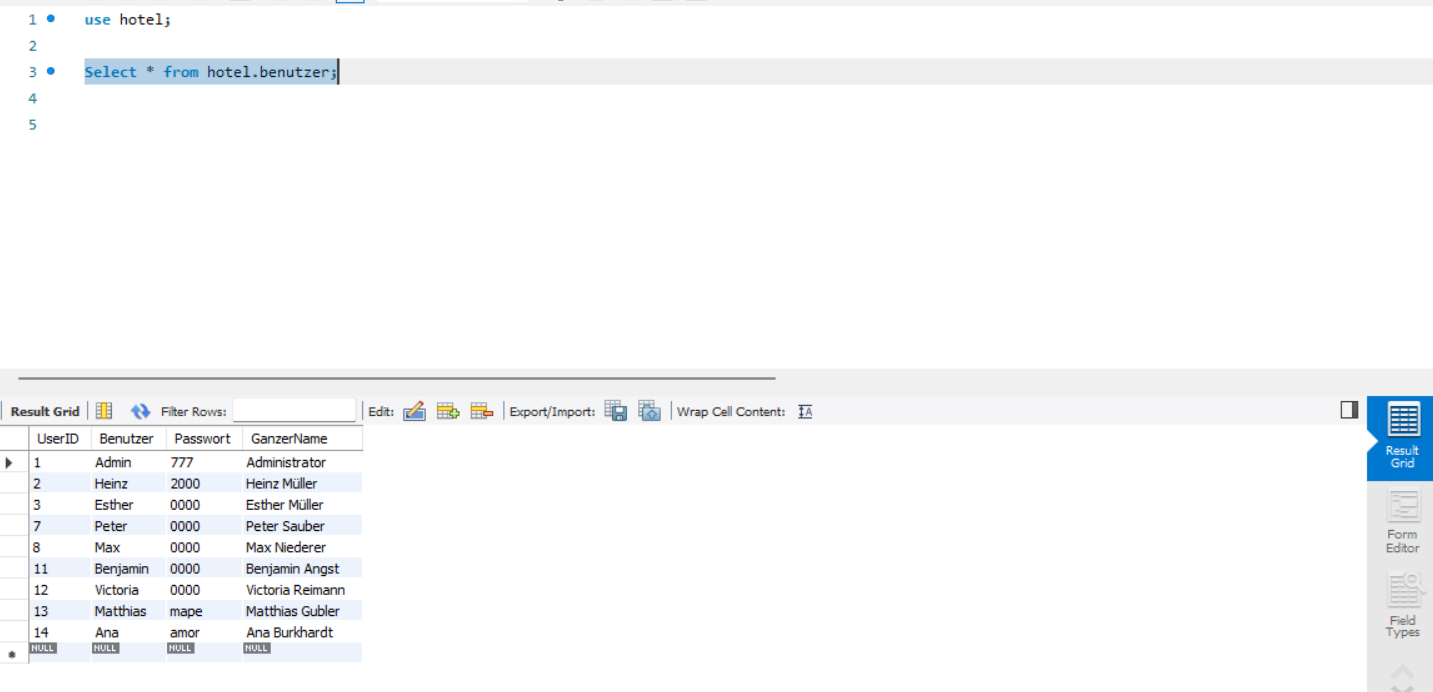 1 use hotel;
2
3 Select * from hotel.benutzer;
4
5
Result Grid Filter Rows: Edit: Export/Import: Wrap Cell Content: IA
UserID Benutzer Passwort GanzerName
1 Admin 777 Administrator
2 Heinz 2000 Heinz Müller
3 Esther 0000 Esther Müller
7 Peter 0000 Peter Sauber
8 Max 0000 Max Niederer
11 Benjamin 0000 Benjamin Angst
12 Victoria 0000 Victoria Reimann
13 Matthias mape Matthias Gubler
14 Ana amor Ana Burkhardt
NULL NULL NULL NULL
Result
Grid
Form
Editor
Field
Types